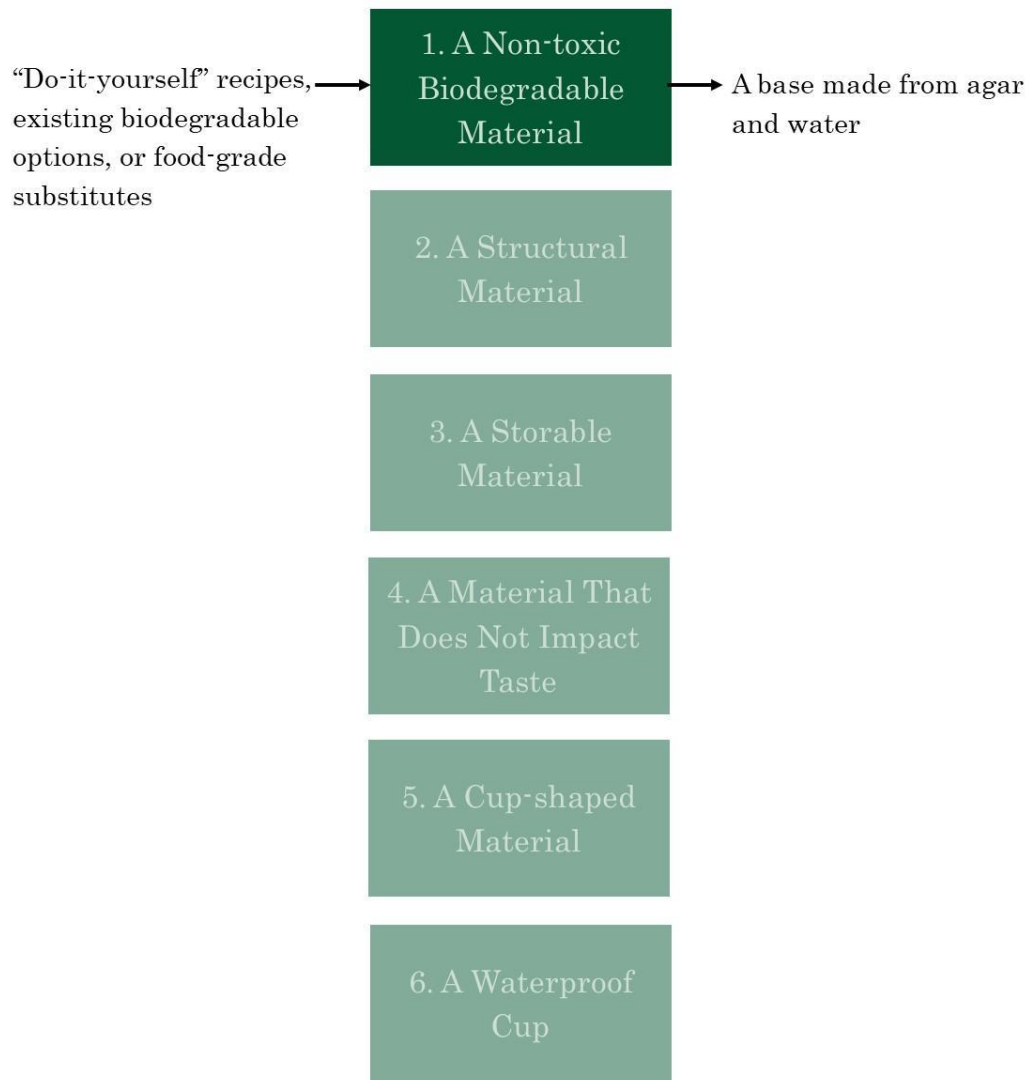 “Do-it-yourself” recipes,
existing biodegradable
options, or food-grade
substitutes
1. A Non-toxic
Biodegradable
Material
A base made from agar
and water
2. A Structural
Material
3. A Storable
Material
4. A Material That
Does Not Impact
Taste
5. A Cup-shaped
Material
6. A Waterproof
Cup